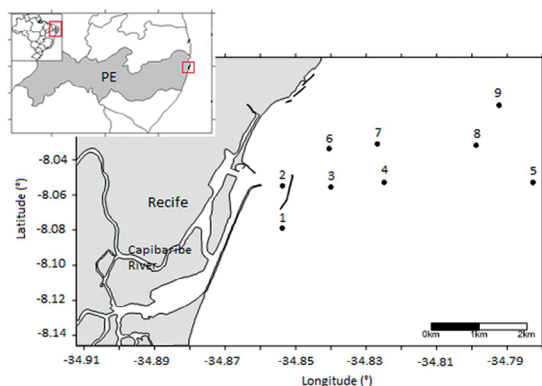 PE
9
6
7
8
-8.04
2
3
4
5
-8.06
Recife
1
-8.08
Latitude (°)
Capibaribe
River
-8.10
-8.12
-8.14
0km 1km 2km
-34.91 -34.89 -34.87 -34.85 -34.83 -34.81 -34.79
Longitude (°)